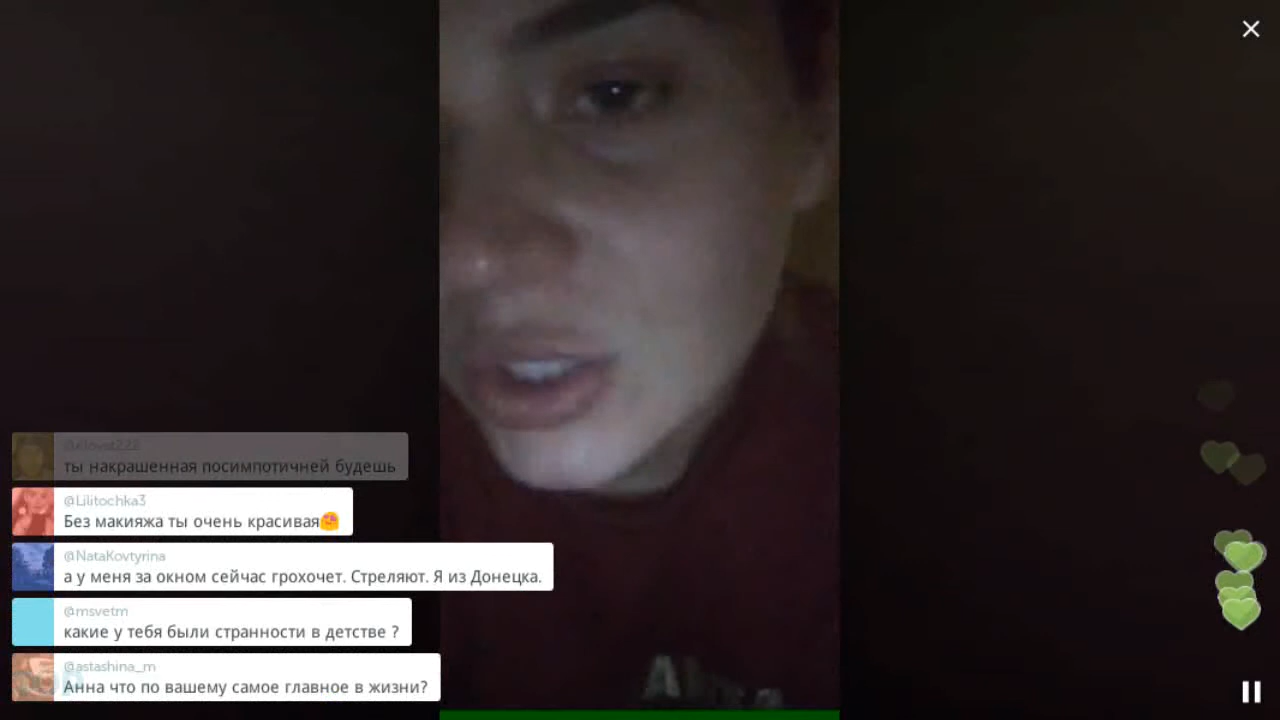 ты накрашенная посимпотичней будешь
@Lilitochka3
Без макияжа ты очень красивая
@NataKovtyrina
а у меня за окном сейчас грохочет. Стреляют. Я из Донецка.
@msvetm
какие у тебя были странности в детстве ?
@astashina_m
Анна что по вашему самое главное в жизни?